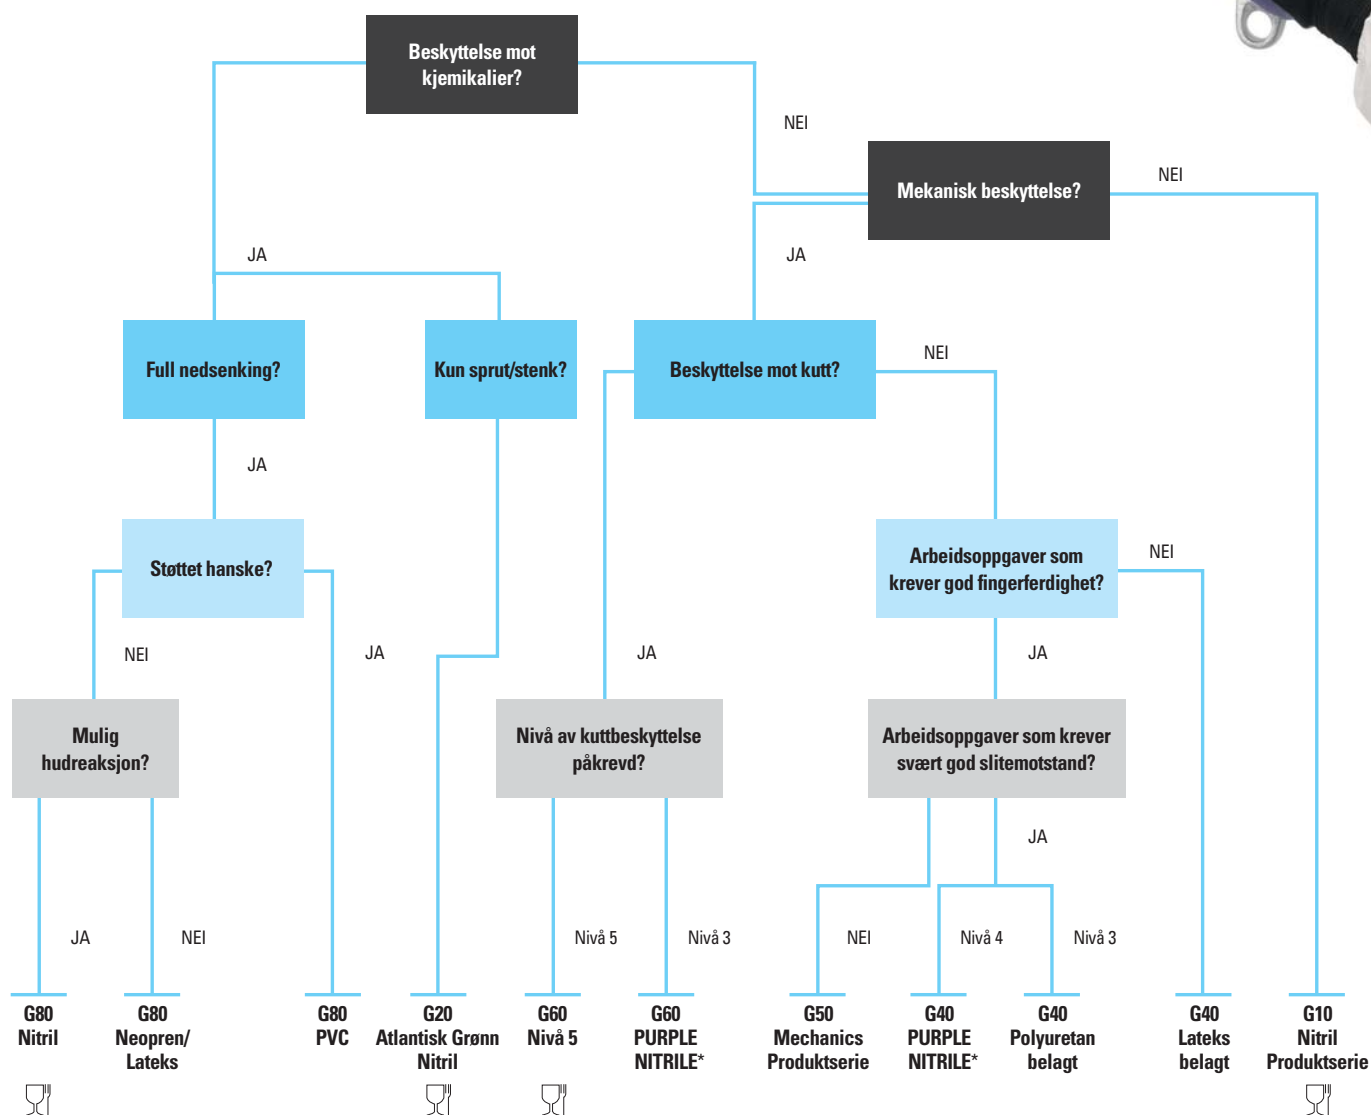 Beskyttelse mot
kjemikalier?
NEI
Mekanisk beskyttelse?
NEI
JA
JA
Full nedsenking?
Kun sprut/stenk?
Beskyttelse mot kutt?
NEI
JA
Støttet hanske?
Arbeidsoppgaver som
krever god fingerferdighet?
NEI
NEI
JA
JA
JA
Mulig
hudreaksjon?
Nivå av kuttbeskyttelse
påkrevd?
Arbeidsoppgaver som krever
svært god slitemotstand?
JA
JA
NEI
Nivå 5
Nivå 3
NEI
Nivå 4
Nivå 3
G80
Nitril
G80
Neopren/
Lateks
G80
PVC
G20
Atlantisk Grønn
Nitril
G60
Nivå 5
G60
PURPLE
NITRILE*
G50
Mechanics
Produktserie
G40
PURPLE
NITRILE*
G40
Polyuretan
belagt
G40
Lateks
belagt
G10
Nitril
Produktserie